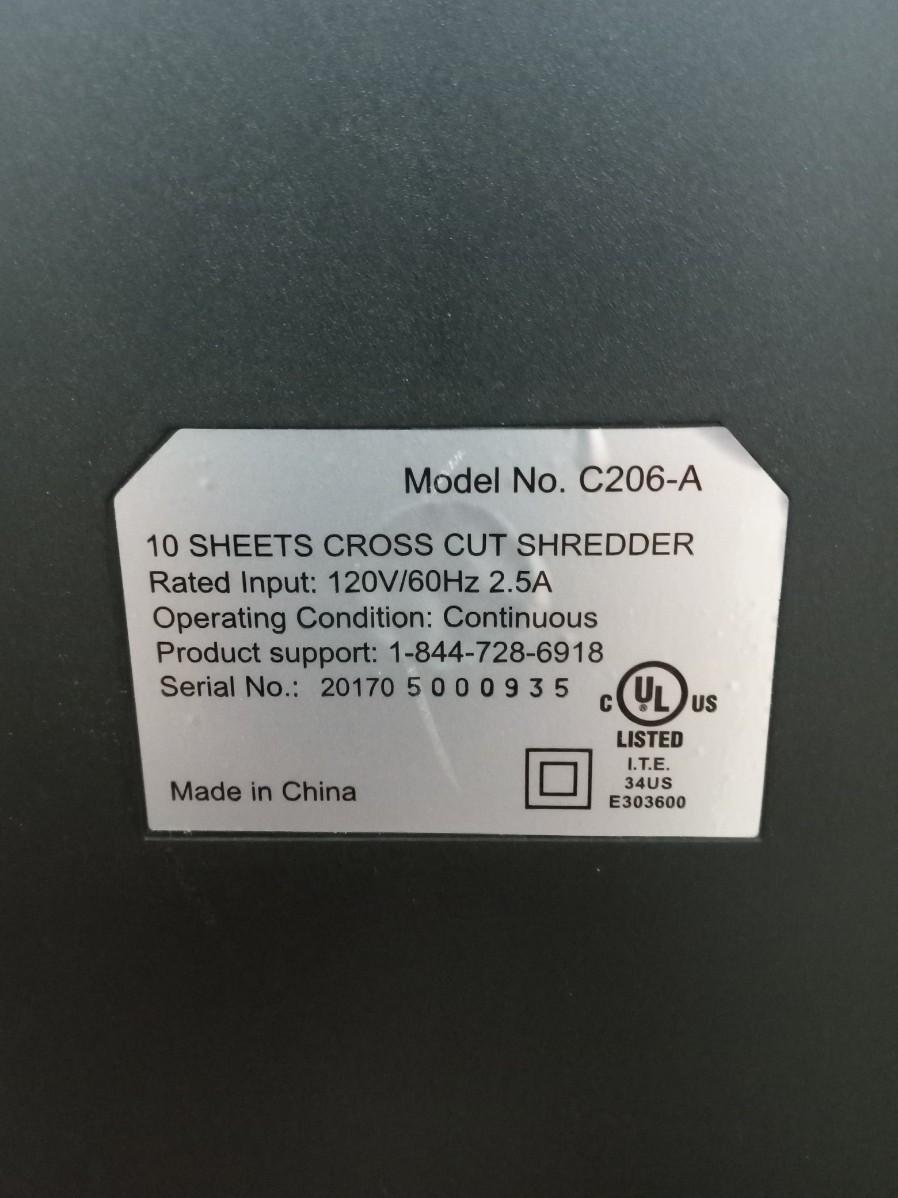 Model No. C206-A
10 SHEETS CROSS CUT SHREDDER
Rated Input: 120V/60Hz 2.5A
Operating Condition: Continuous
Product support: 1-844-728-6918
Serial No.: 20170 5 0 0 0 9 3 5
C UL ® US
LISTED
I.T.E.
34US
E303600
Made in China